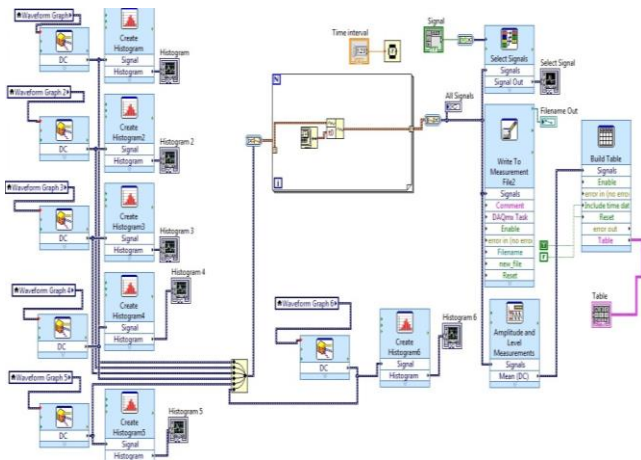 Waveform Graph
DC
Create
Histogram
Signal
Histogram
Histogram
Waveform Graph 2
DC
Create
Histogram2
Signal
Histogram
Histogram 2
Waveform Graph 3
DC
Create
Histogram3
Signal
Histogram
Histogram 3
Waveform Graph 4
DC
Create
Histogram4
Signal
Histogram
Histogram 4
Waveform Graph 5
DC
Create
Histogram5
Signal
Histogram
Histogram 5
Time interval
N
t0
i
Waveform Graph 6
DC
Create
Histogram6
Signal
Histogram
Histogram 6
Signal
All Signals
Select Signals
Signals
Signal Out
Select Signal
Write To
Measurement
File2
Signals
Comment
DAQmx Task
Enable
error in (no error)
Filename
new_file
Reset
Filename Out
T
F
Amplitude and
Level
Measurements
Signals
Mean (DC)
Build Table
Signals
Enable
error in (no error)
Include time dat
Reset
error out
Table
Table